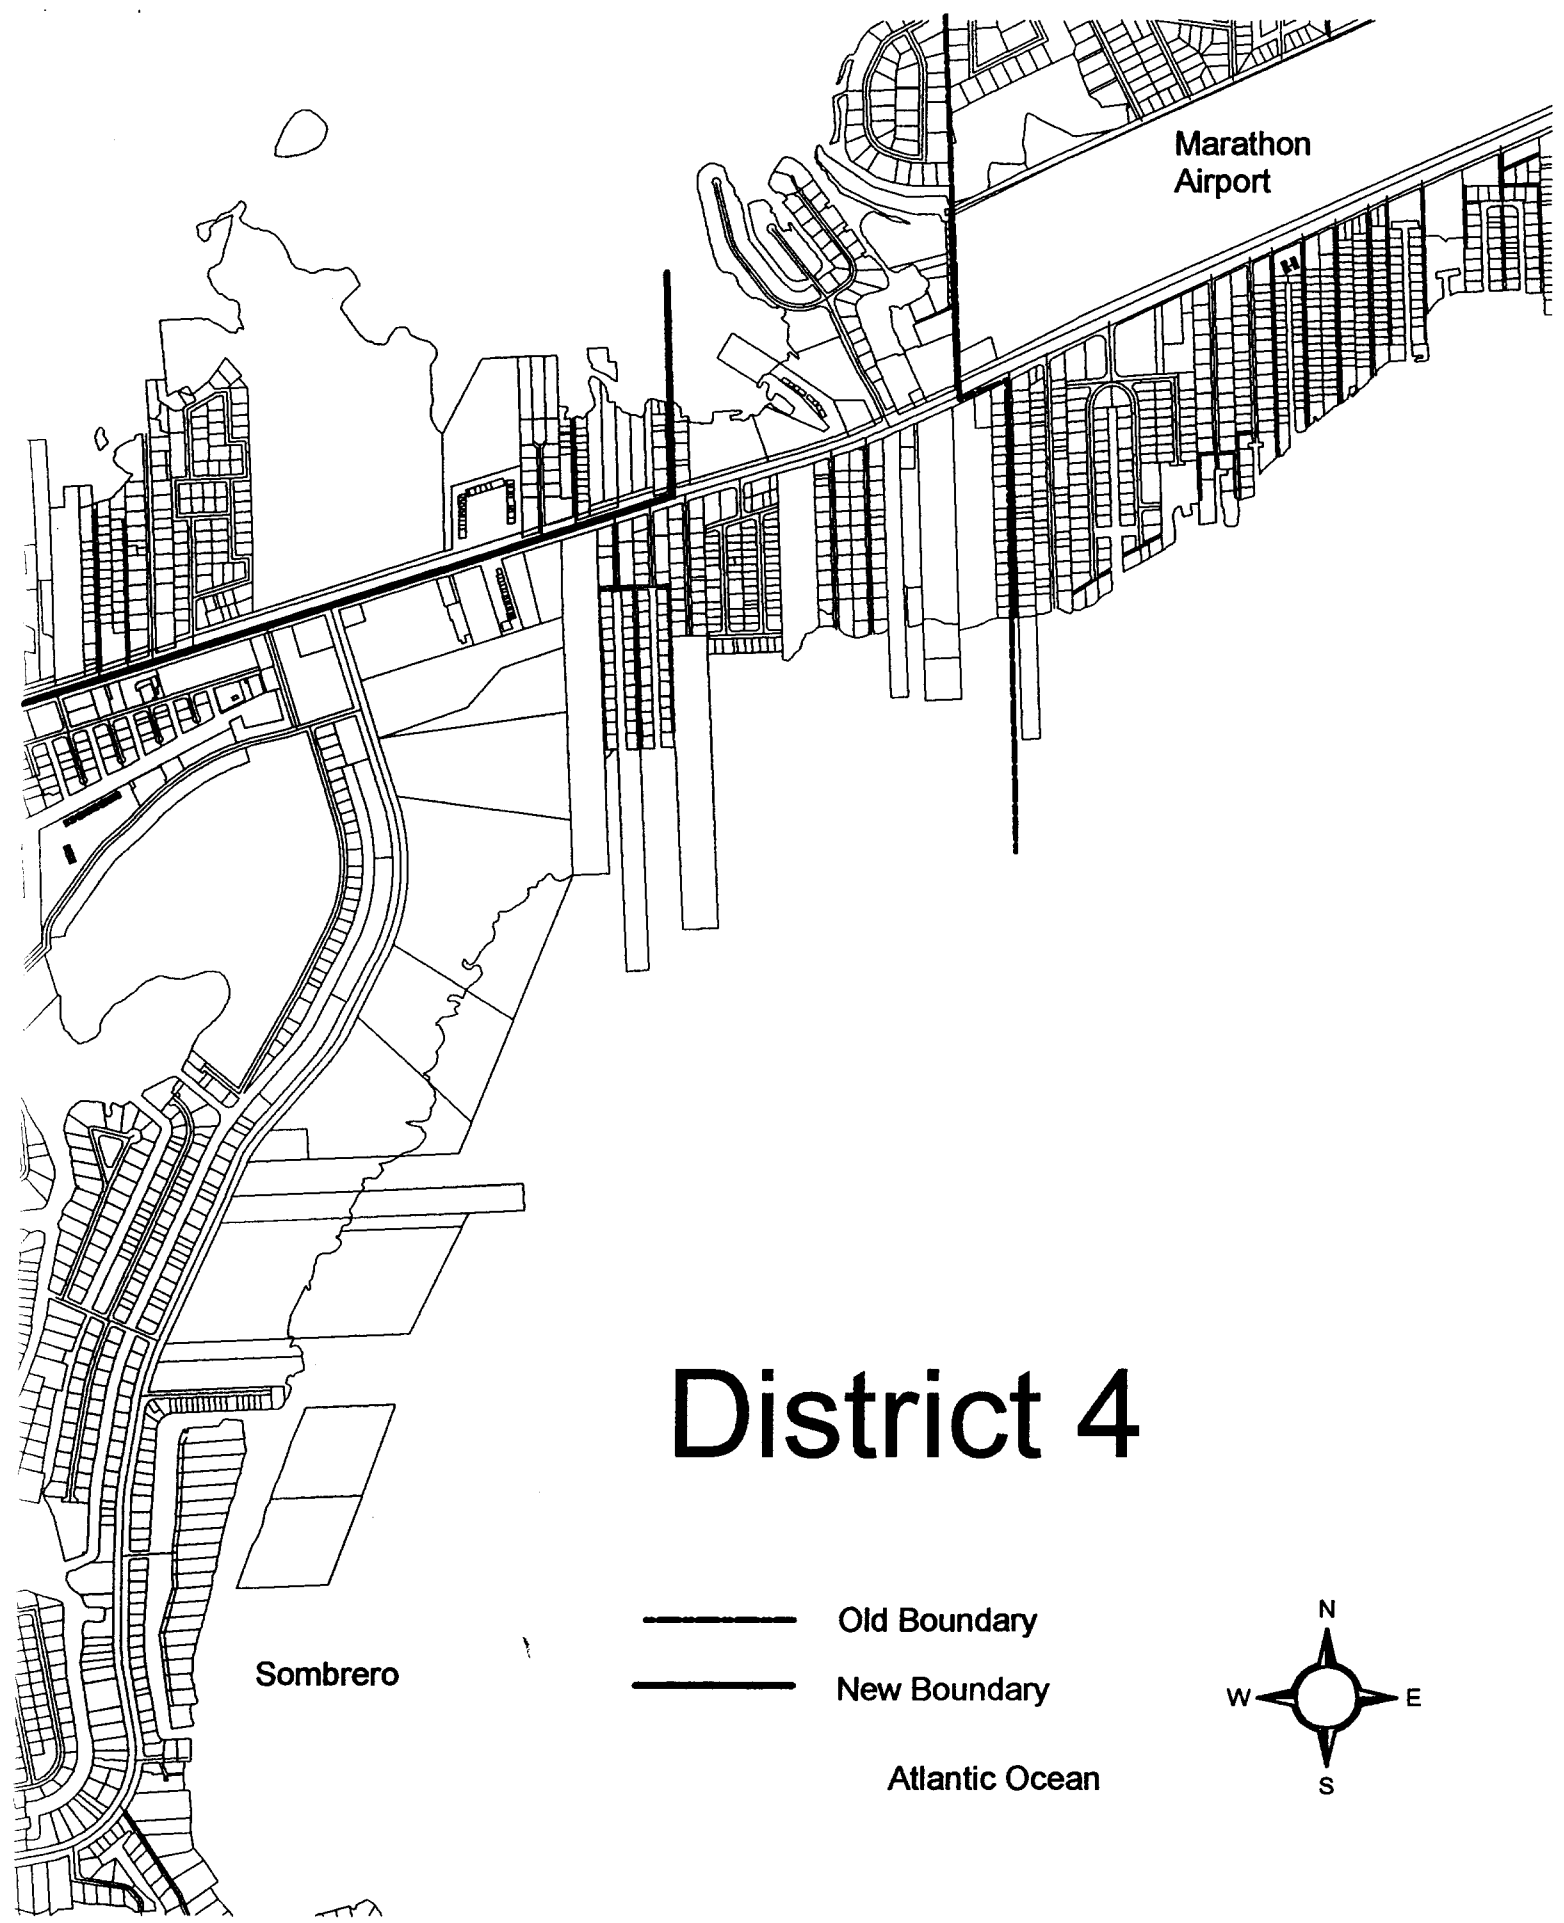 Marathon
Airport
District 4
Old Boundary
New Boundary
Sombrero
Atlantic Ocean
N
W
E
S